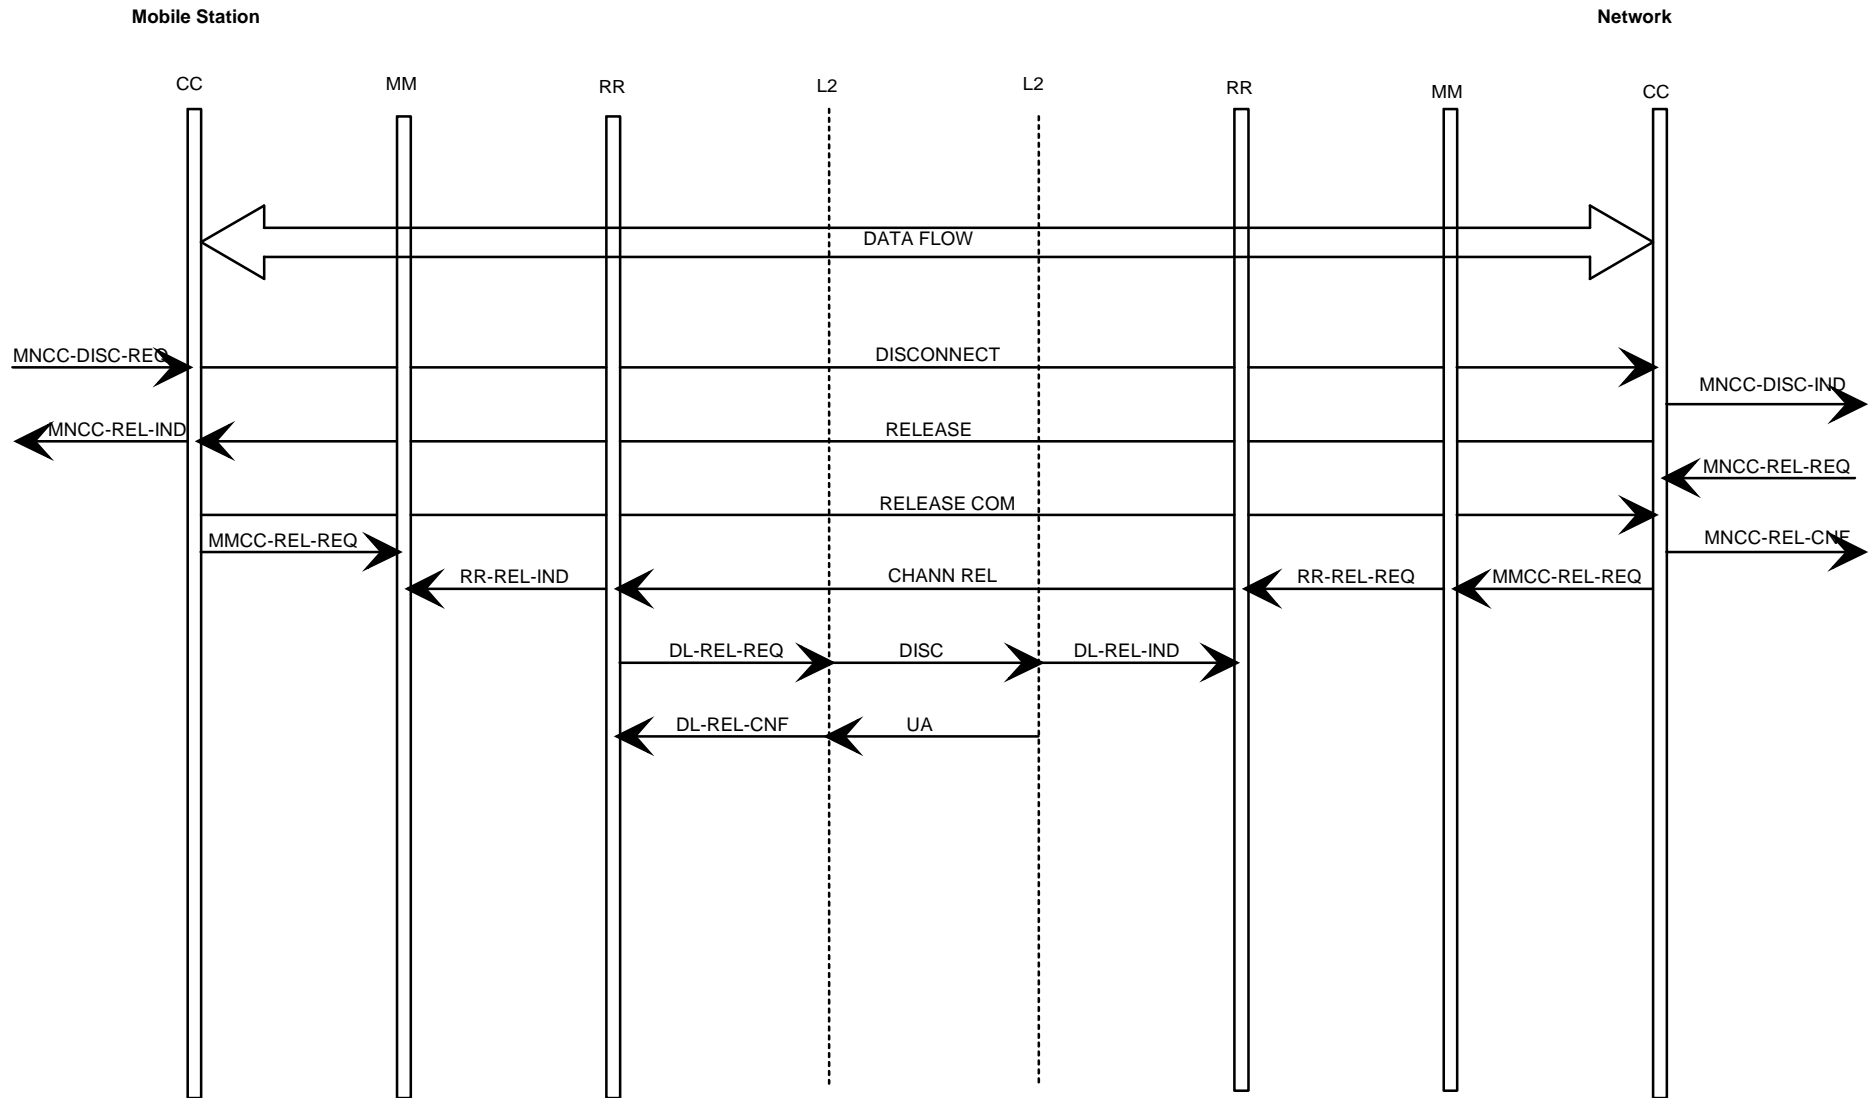 Mobile Station
Network
CC
MM
RR
L2
L2
RR
MM
CC
DATA FLOW
MNCC-DISC-REQ
DISCONNECT
MNCC-DISC-IND
MNCC-REL-IND
RELEASE
MNCC-REL-REQ
RELEASE COM
MMCC-REL-REQ
MNCC-REL-CNF
RR-REL-IND
CHANN REL
RR-REL-REQ
MMCC-REL-REQ
DL-REL-REQ
DISC
DL-REL-IND
DL-REL-CNF
UA